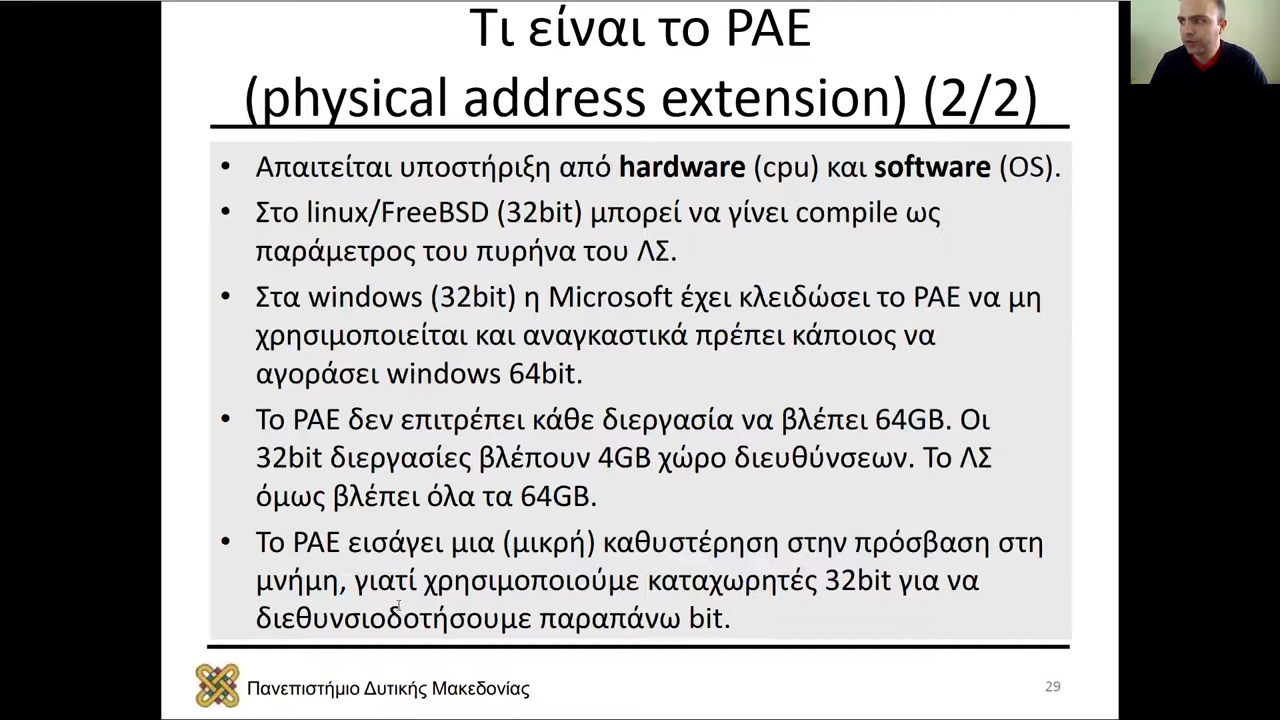 Τι είναι το PAE
(physical address extension) (2/2)
• Απαιτείται υποστήριξη από hardware (cpu) και software (OS).
• Στο linux/FreeBSD (32bit) μπορεί να γίνει compile ως
παράμετρος του πυρήνα του ΛΣ.
• Στα windows (32bit) η Microsoft έχει κλειδώσει το PAE να μη
χρησιμοποιείται και αναγκαστικά πρέπει κάποιος να
αγοράσει windows 64bit.
• Το PAE δεν επιτρέπει κάθε διεργασία να βλέπει 64GB. Οι
32bit διεργασίες βλέπουν 4GB χώρο διευθύνσεων. Το ΛΣ
όμως βλέπει όλα τα 64GB.
• Το PAE εισάγει μια (μικρή) καθυστέρηση στην πρόσβαση στη
μνήμη, γιατί χρησιμοποιούμε καταχωρητές 32bit για να
διεθυνσιοδοτήσουμε παραπάνω bit.
Πανεπιστήμιο Δυτικής Μακεδονίας
29